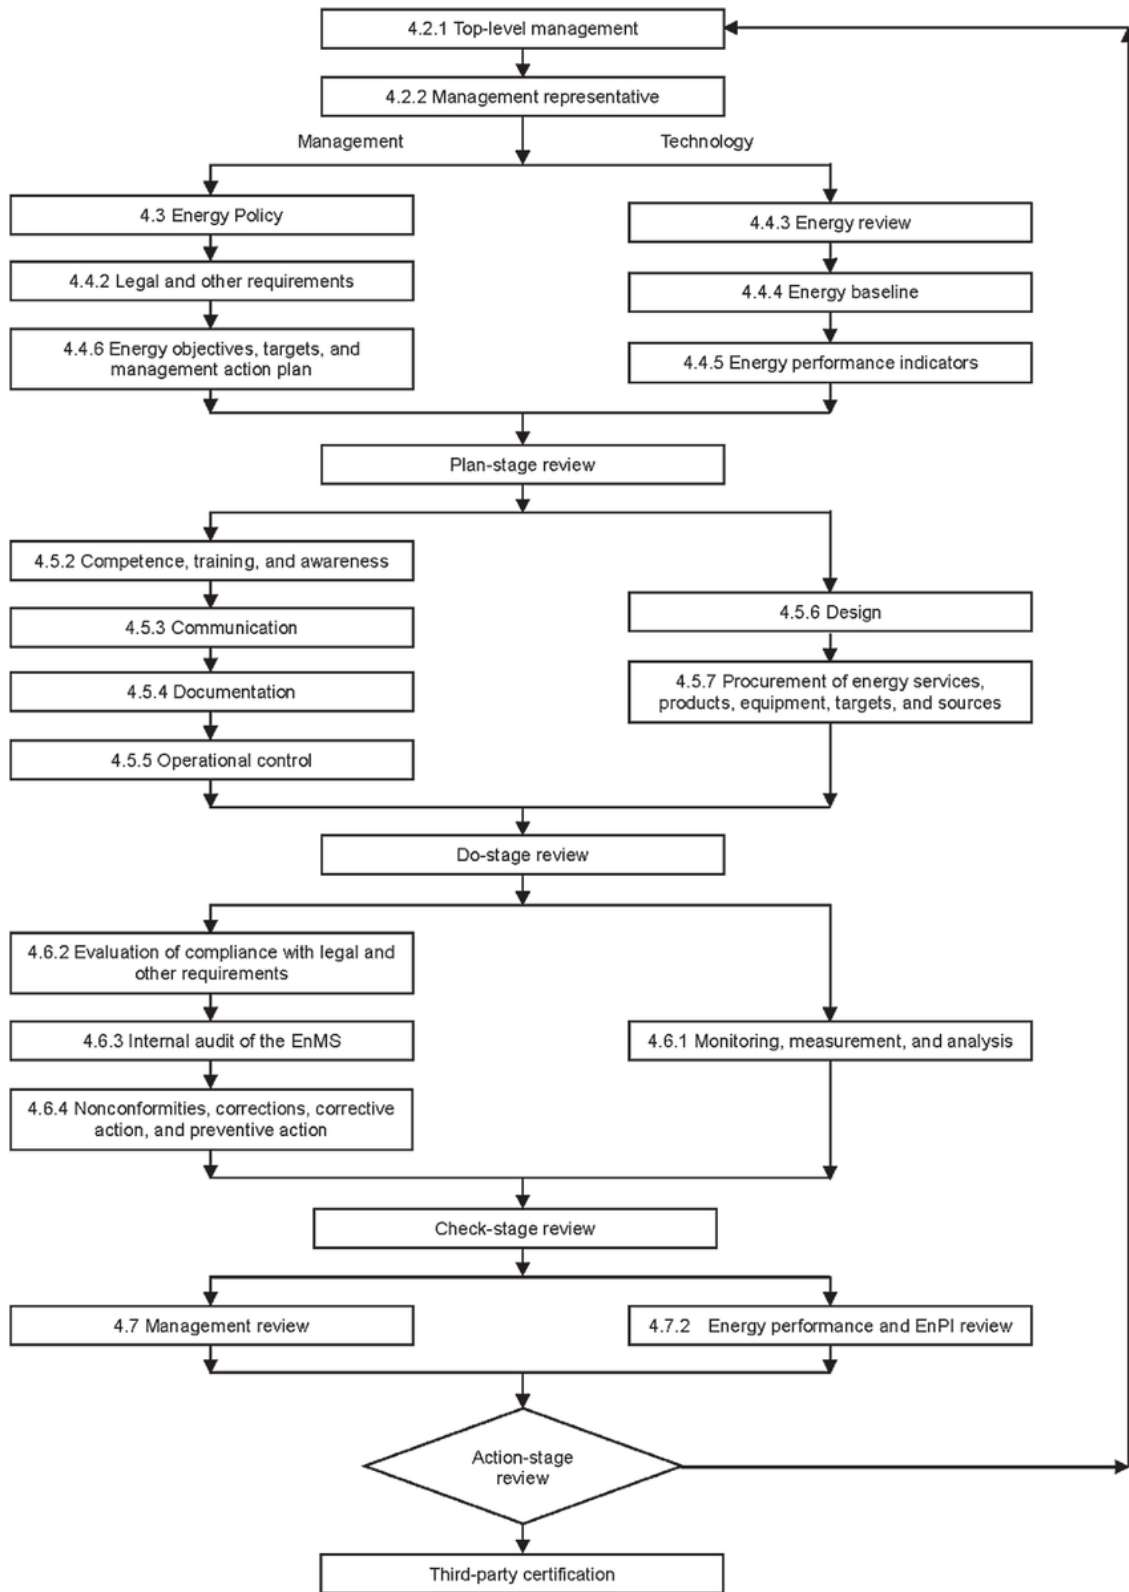 4.2.1 Top-level management
4.2.2 Management representative
Management
Technology
4.3 Energy Policy
4.4.2 Legal and other requirements
4.4.6 Energy objectives, targets, and
management action plan
4.4.3 Energy review
4.4.4 Energy baseline
4.4.5 Energy performance indicators
Plan-stage review
4.5.2 Competence, training, and awareness
4.5.3 Communication
4.5.4 Documentation
4.5.5 Operational control
4.5.6 Design
4.5.7 Procurement of energy services,
products, equipment, targets, and sources
Do-stage review
4.6.2 Evaluation of compliance with legal and
other requirements
4.6.3 Internal audit of the EnMS
4.6.4 Nonconformities, corrections, corrective
action, and preventive action
4.6.1 Monitoring, measurement, and analysis
Check-stage review
4.7 Management review
4.7.2 Energy performance and EnPI review
Action-stage
review
Third-party certification